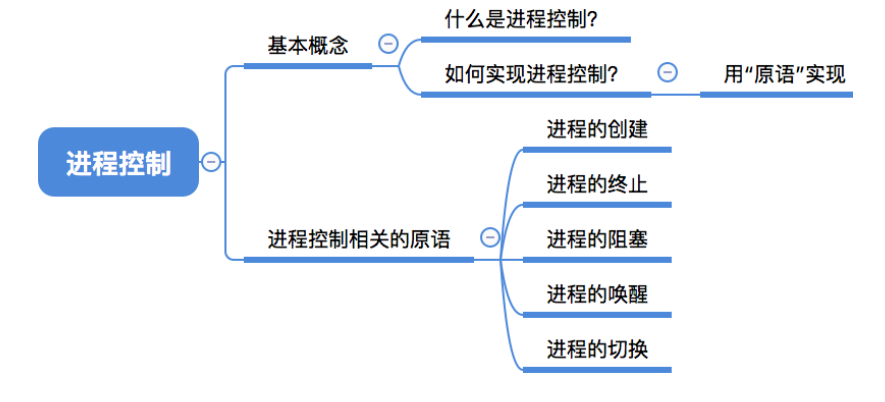 进程控制
基本概念
什么是进程控制?
如何实现进程控制?
用“原语”实现
进程控制相关的原语
进程的创建
进程的终止
进程的阻塞
进程的唤醒
进程的切换